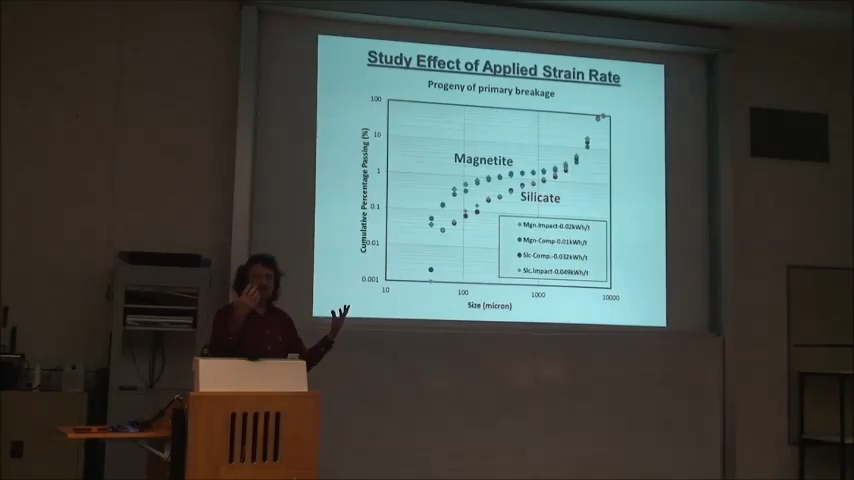 Study Effect of Applied Strain Rate
Progeny of primary breakage
Cumulative Percentage Passing (%)
100
10
1
0.1
0.01
0.001
Magnetite
Silicate
Mgn.Impact-0.02kWh/t
Mgn-Comp-0.01kWh/t
Slc-Comp.-0.032kWh/t
Slc.Impact-0.049kWh/t
10
100
1000
10000
Size (micron)